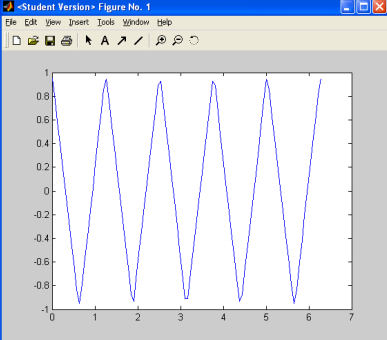 <Student Version> Figure No. 1
File Edit View Insert Tools Window Help
A
1
0.8
0.6
0.4
0.2
0
-0.2
-0.4
-0.6
-0.8
-1
0 1 2 3 4 5 6 7